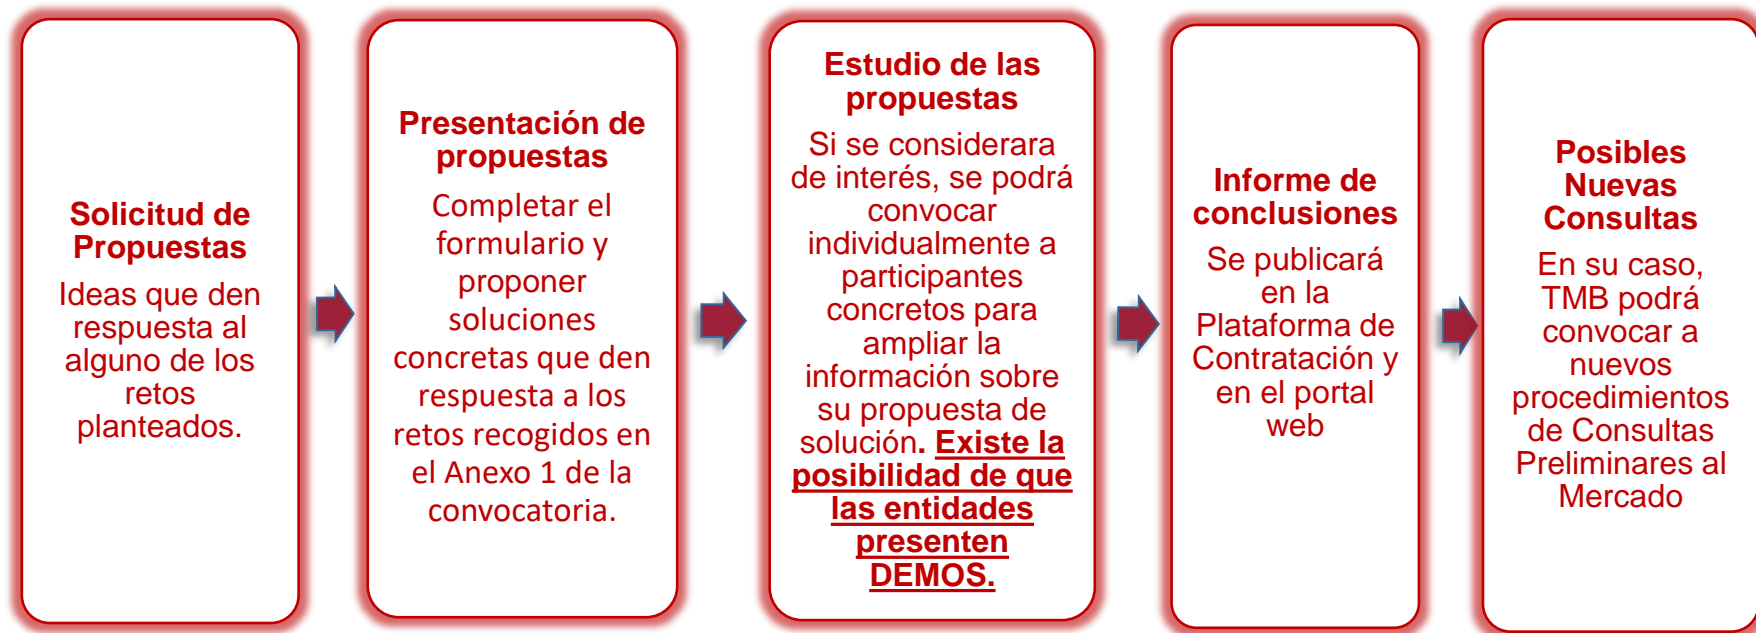 Solicitud de
Propuestas
Ideas que den
respuesta al
alguno de los
retos
planteados.
Presentación de
propuestas
Completar el
formulario y
proponer
soluciones
concretas que den
respuesta a los
retos recogidos en
el Anexo 1 de la
convocatoria.
Estudio de las
propuestas
Si se considerara
de interés, se podrá
convocar
individualmente a
participantes
concretos para
ampliar la
información sobre
su propuesta de
solución. Existe la
posibilidad de que
las entidades
presenten
DEMOS.
Informe de
conclusiones
Se publicará
en la
Plataforma de
Contratación y
en el portal
web
Posibles
Nuevas
Consultas
En su caso,
TMB podrá
convocar a
nuevos
procedimientos
de Consultas
Preliminares al
Mercado